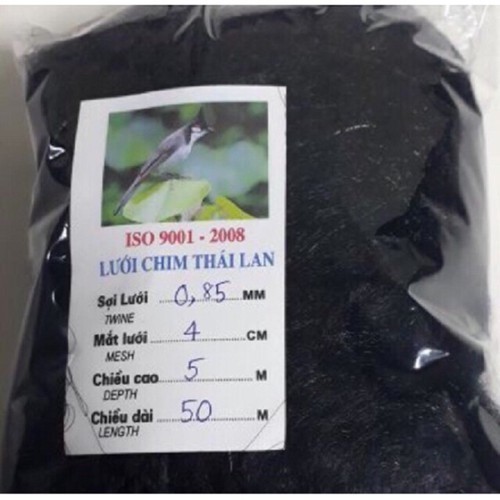 ISO 9001 - 2008
LƯỚI CHIM THÁI LAN
Sợi Lưới 0,85 MM
TWINE
Mắt lưới 4 CM
MESH
Chiều cao 5 M
DEPTH
Chiều dài 50 M
LENGTH